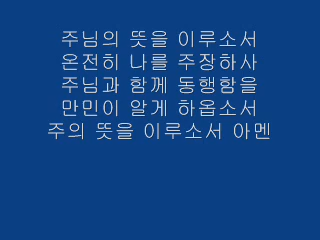 주님의 뜻을 이루소서
온전히 나를 주장하사
주님과 함께 동행함을
만민이 알게 하옵소서
주의 뜻을 이루소서 아멘